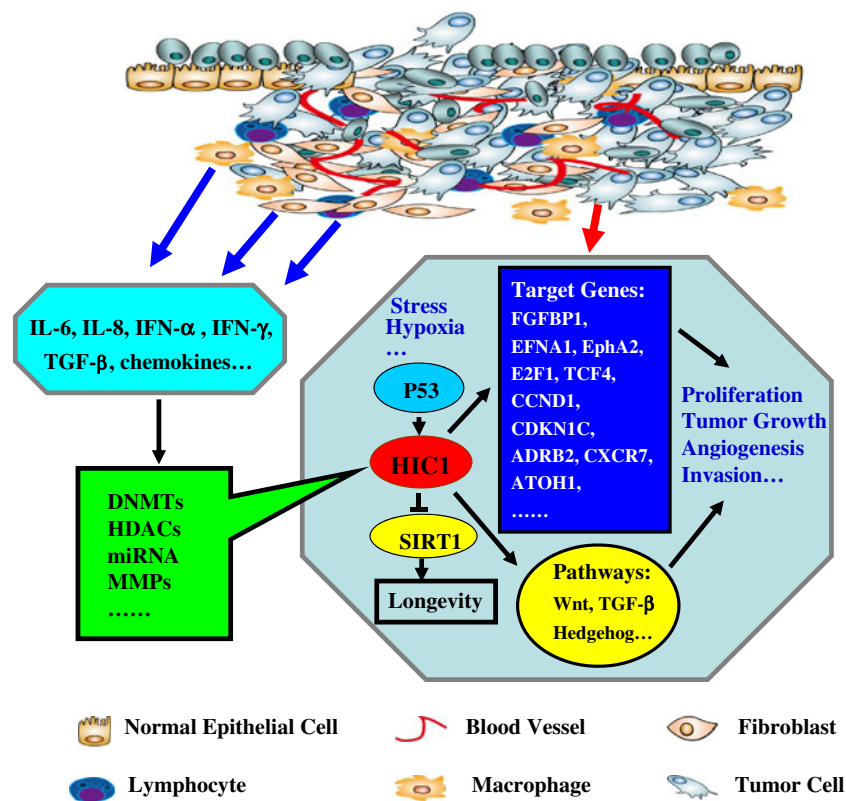 IL-6, IL-8, IFN-α , IFN-γ,
TGF-β, chemokines…
DNMTs
HDACs
miRNA
MMPs
……
Stress
Hypoxia
…
P53
HIC1
SIRT1
Longevity
Target Genes:
FGFBP1,
EFNA1, EphA2,
E2F1, TCF4,
CCND1,
CDKN1C,
ADRB2, CXCR7,
ATOH1,
……
Pathways:
Wnt, TGF-β
Hedgehog…
Proliferation
Tumor Growth
Angiogenesis
Invasion…
Normal Epithelial Cell
Blood Vessel
Fibroblast
Lymphocyte
Macrophage
Tumor Cell